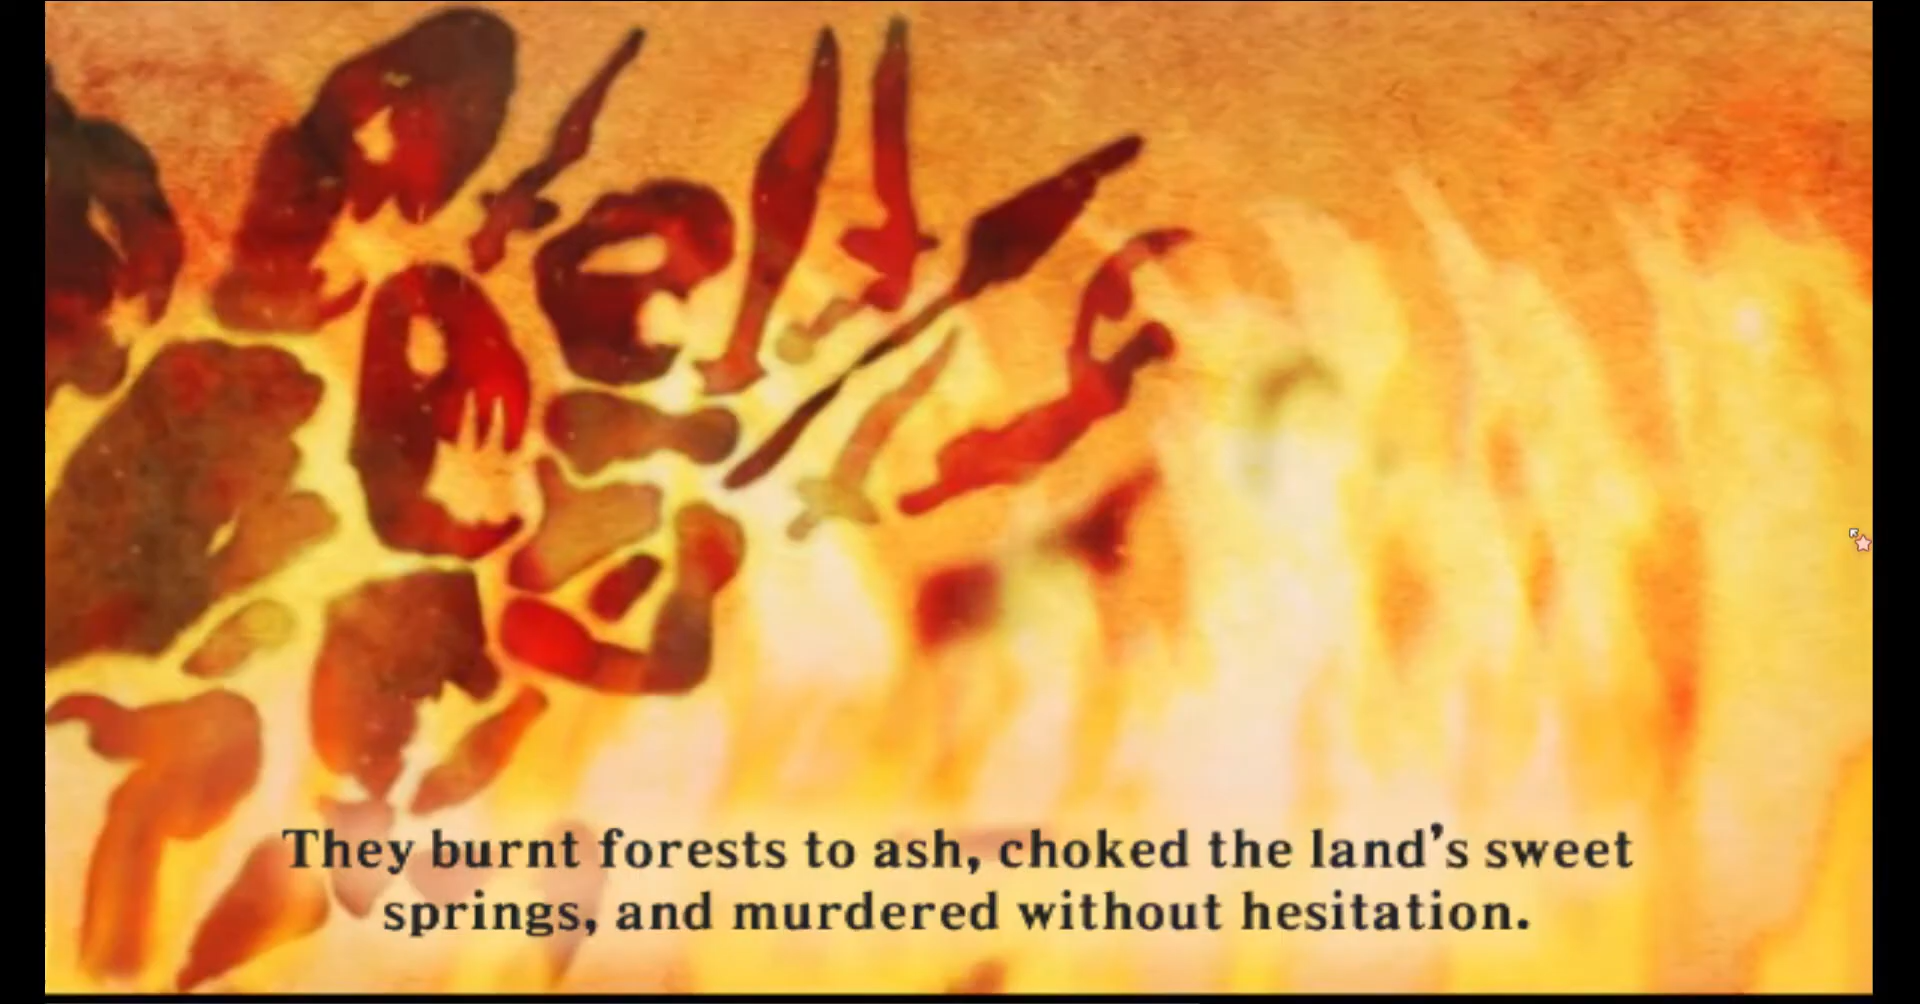 They burnt forests to ash, choked the land's sweet
springs, and murdered without hesitation.